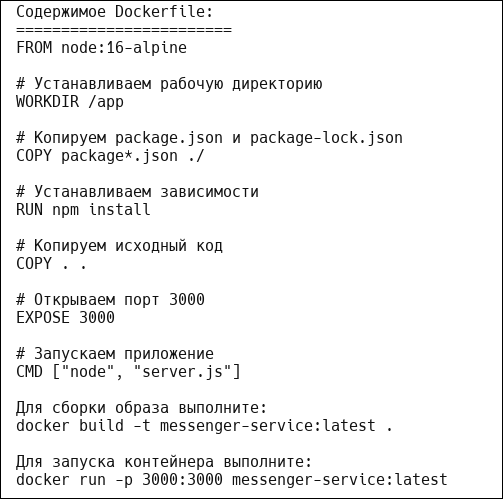 Содержимое Dockerfile:
========================
FROM node:16-alpine
# Устанавливаем рабочую директорию
WORKDIR /app
# Копируем package.json и package-lock.json
COPY package*.json ./
# Устанавливаем зависимости
RUN npm install
# Копируем исходный код
COPY . .
# Открываем порт 3000
EXPOSE 3000
# Запускаем приложение
CMD ["node", "server.js"]
Для сборки образа выполните:
docker build -t messenger-service:latest .
Для запуска контейнера выполните:
docker run -p 3000:3000 messenger-service:latest